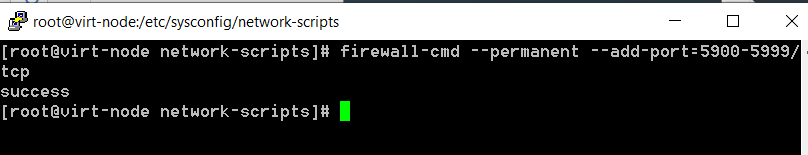 root@virt-node:/etc/sysconfig/network-scripts
[root@virt-node network-scripts]# firewall-cmd --permanent --add-port=5900-5999/
tcp
success
[root@virt-node network-scripts]#